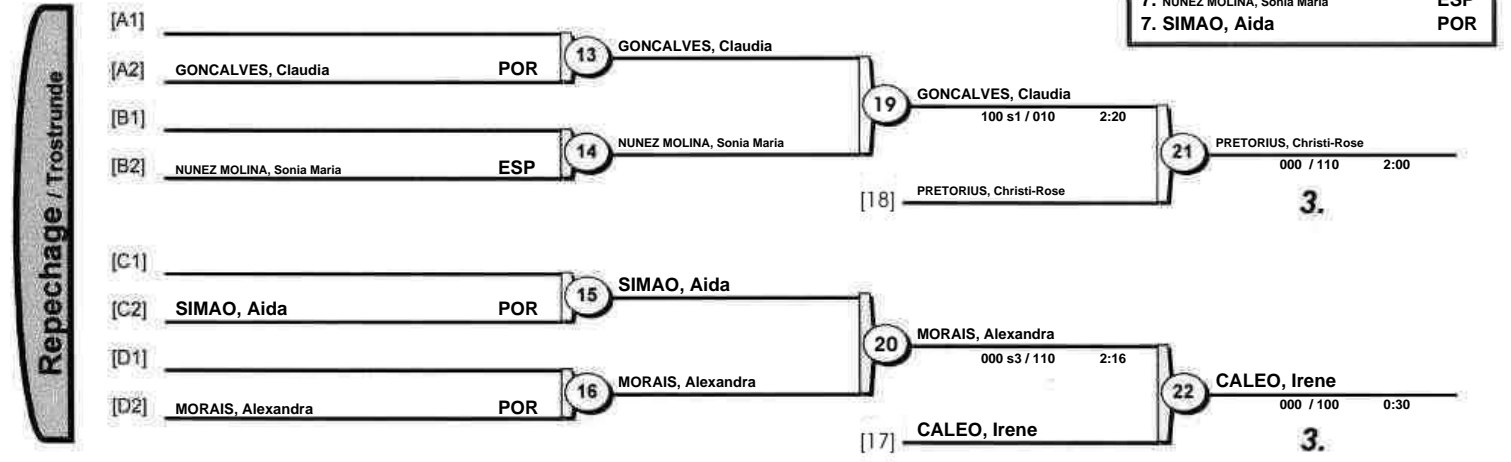 7. NUNEZ MOLINA, Sonia Maria ESP
7. SIMAO, Aida POR
Repechage / Trostrunde
[A1]
13 GONCALVES, Claudia
[A2] GONCALVES, Claudia POR
19 GONCALVES, Claudia
100 s1 / 010 2:20
[B1]
14 NUNEZ MOLINA, Sonia Maria
[B2] NUNEZ MOLINA, Sonia Maria ESP
21 PRETORIUS, Christi-Rose
000 / 110 2:00
[18] PRETORIUS, Christi-Rose
3.
[C1]
15 SIMAO, Aida
[C2] SIMAO, Aida POR
20 MORAIS, Alexandra
000 s3 / 110 2:16
[D1]
16 MORAIS, Alexandra
[D2] MORAIS, Alexandra POR
22 CALEO, Irene
000 / 100 0:30
[17] CALEO, Irene
3.